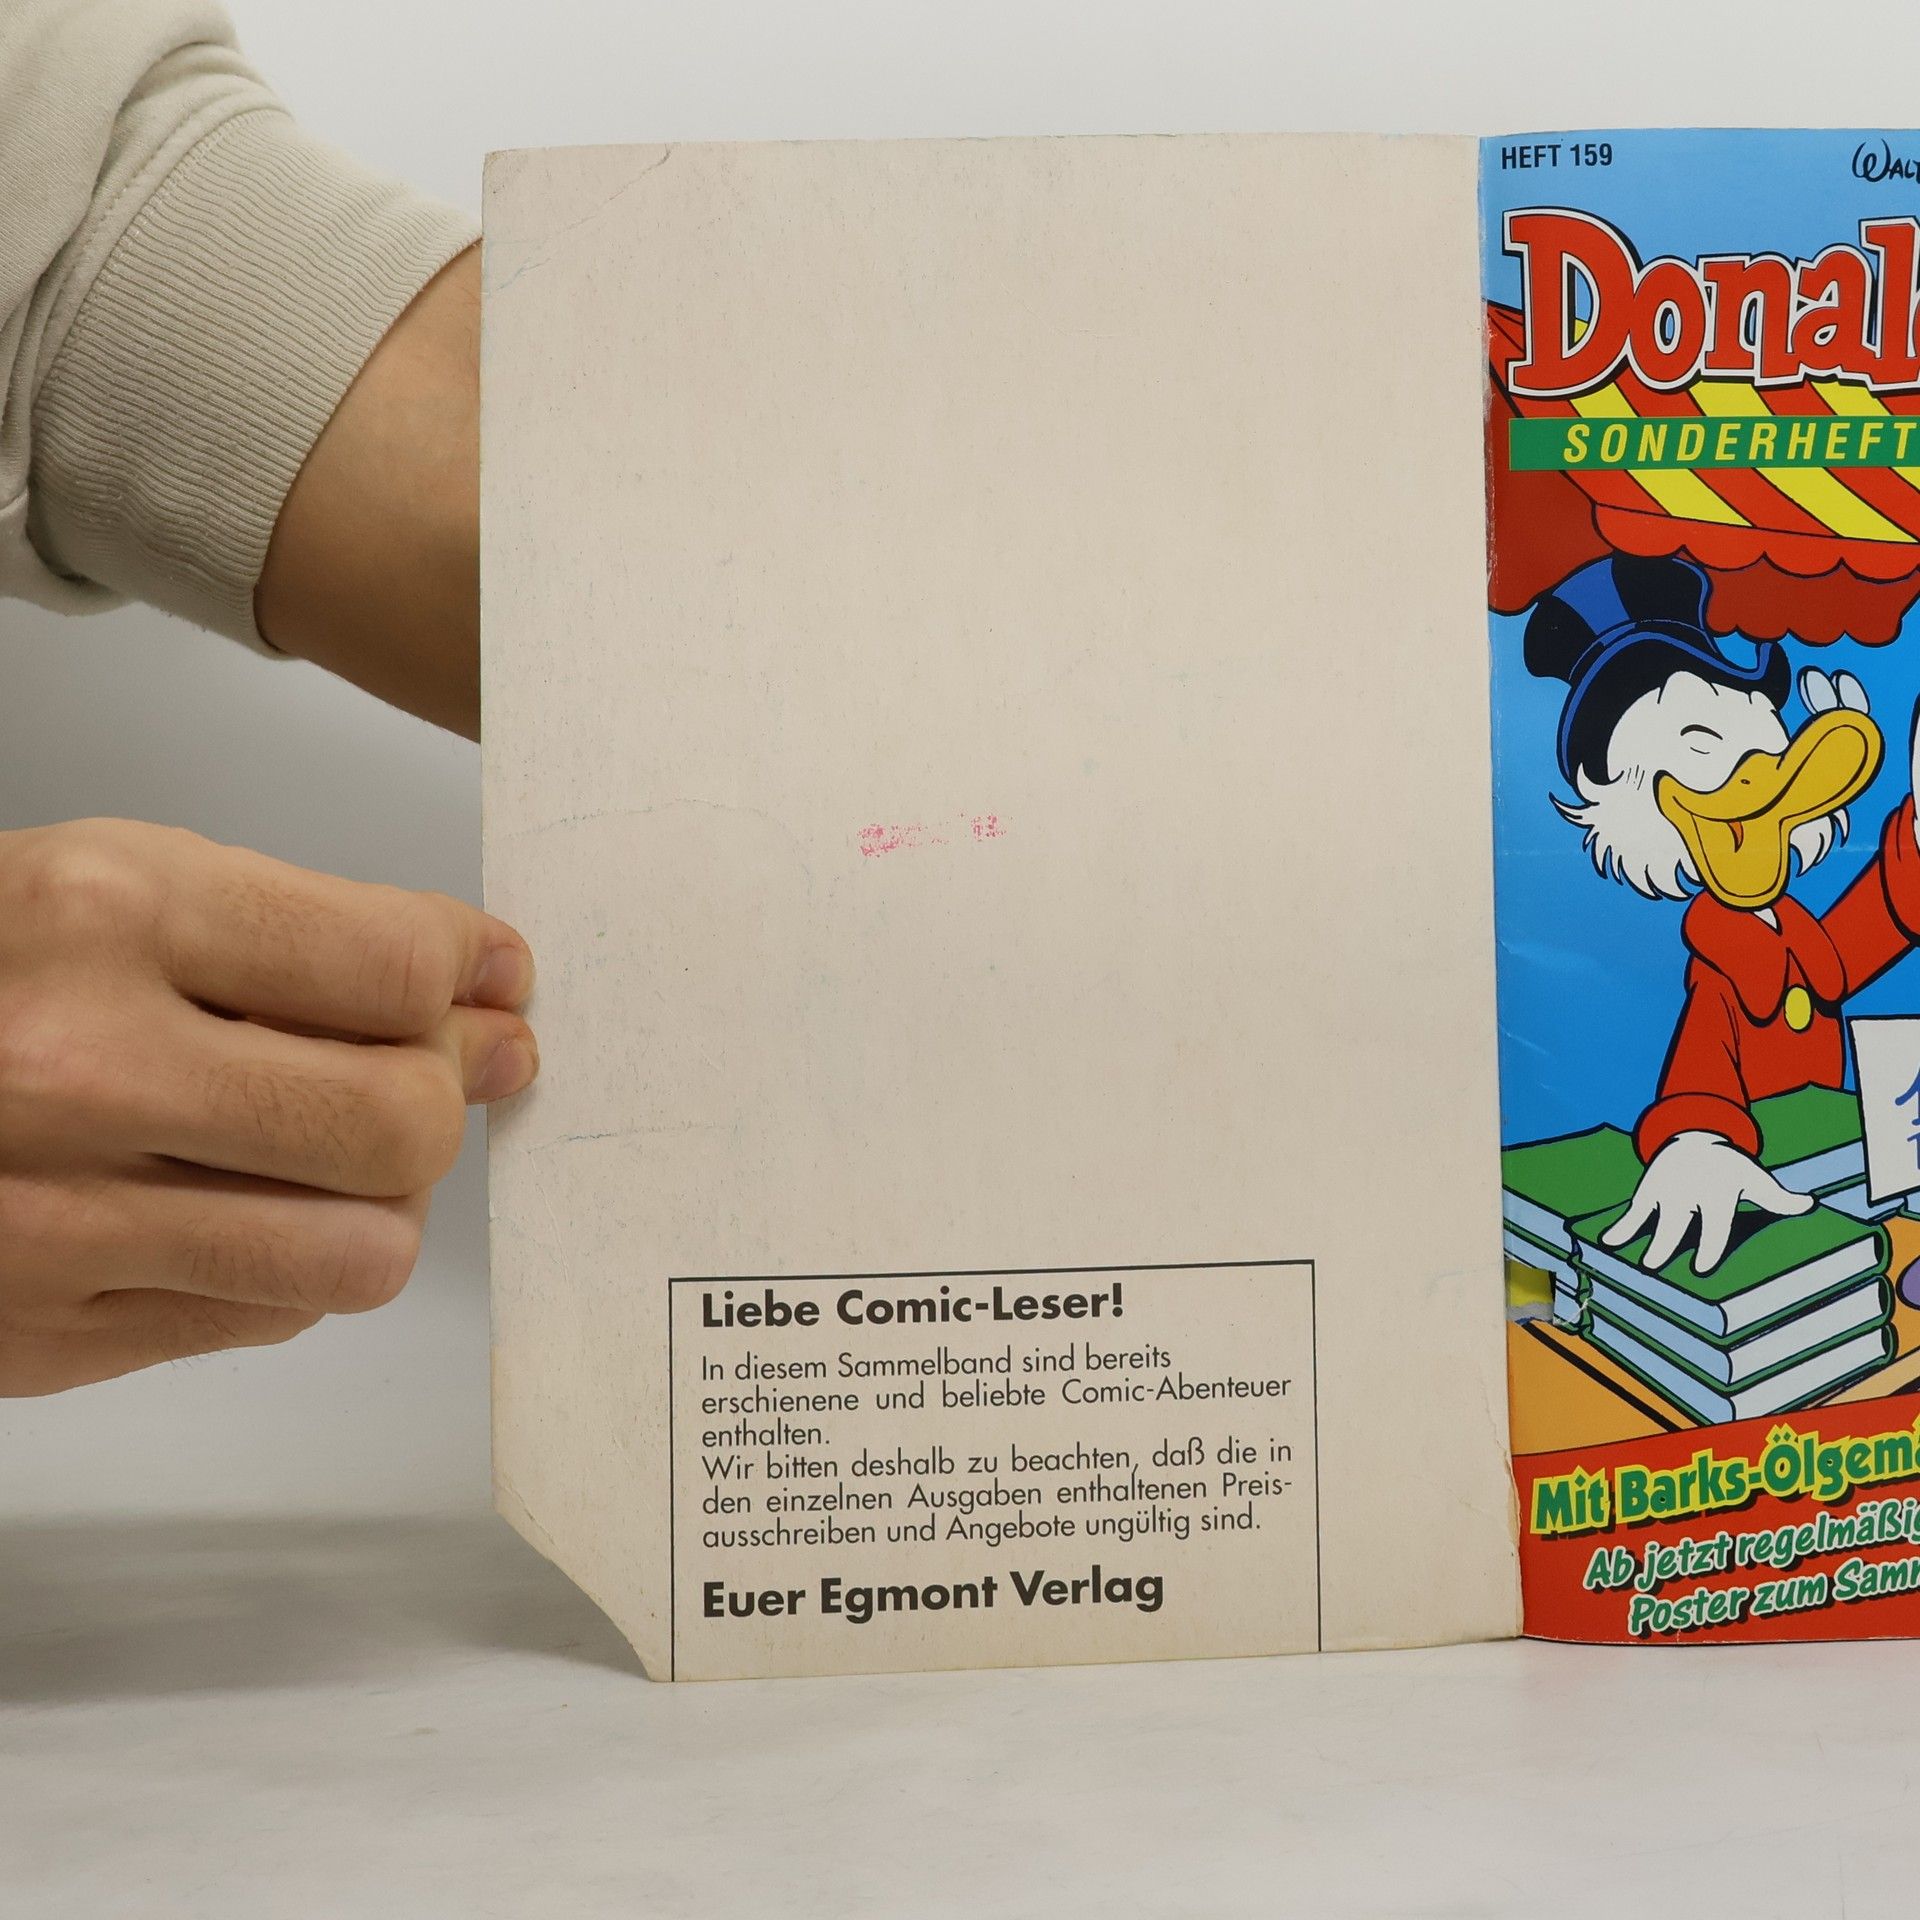 Liebe Comic-Leser!
In diesem Sammelband sind bereits
erschienene und beliebte Comic-Abenteuer
enthalten.
Wir bitten deshalb zu beachten, daß die in
den einzelnen Ausgaben enthaltenen Preis-
ausschreiben und Angebote ungültig sind.
Euer Egmont Verlag
HEFT 159
WALT
Donal
SONDERHEFT
Mit Barks-Ölgem
Ab jetzt regelmäßig
Poster zum Samm